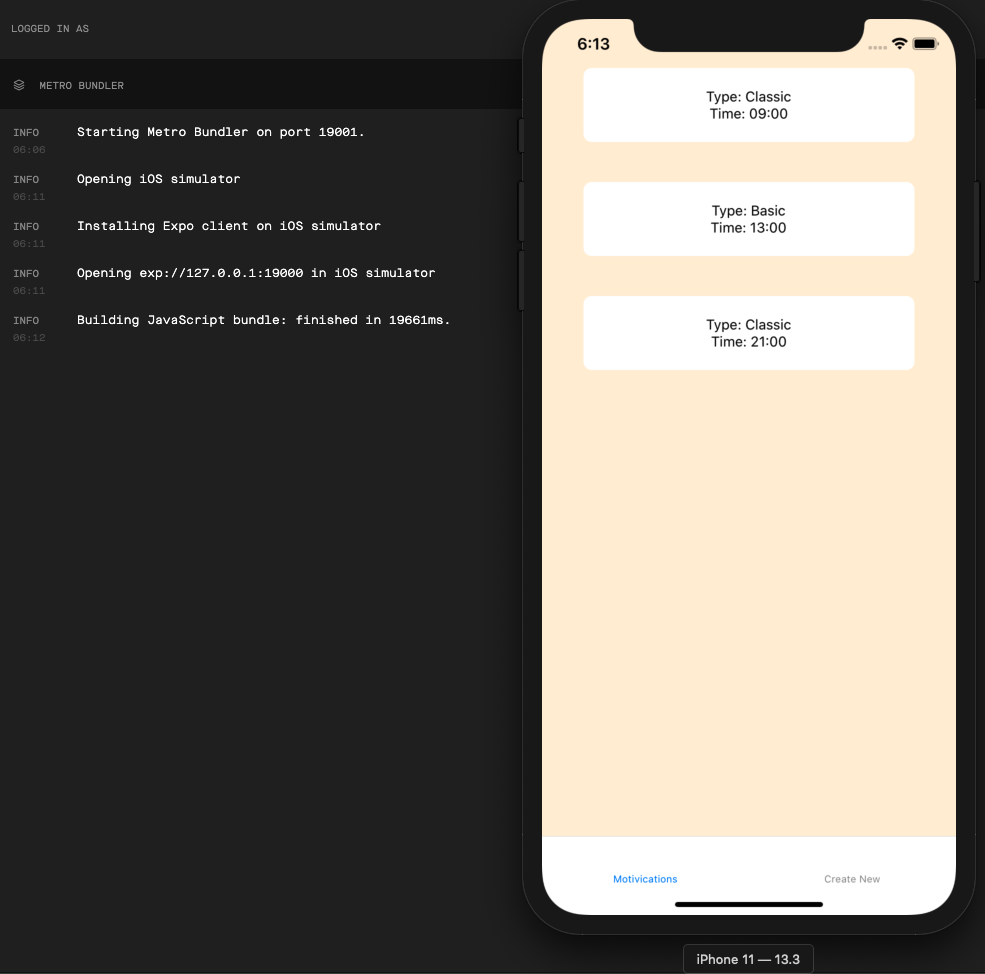 LOGGED IN AS
METRO BUNDLER
INFO Starting Metro Bundler on port 19001.
06:06
INFO Opening iOS simulator
06:11
INFO Installing Expo client on iOS simulator
06:11
INFO Opening exp://127.0.0.1:19000 in iOS simulator
06:11
INFO Building JavaScript bundle: finished in 19661ms.
06:12
6:13
Type: Classic
Time: 09:00
Type: Basic
Time: 13:00
Type: Classic
Time: 21:00
Motivications Create New
iPhone 11 — 13.3